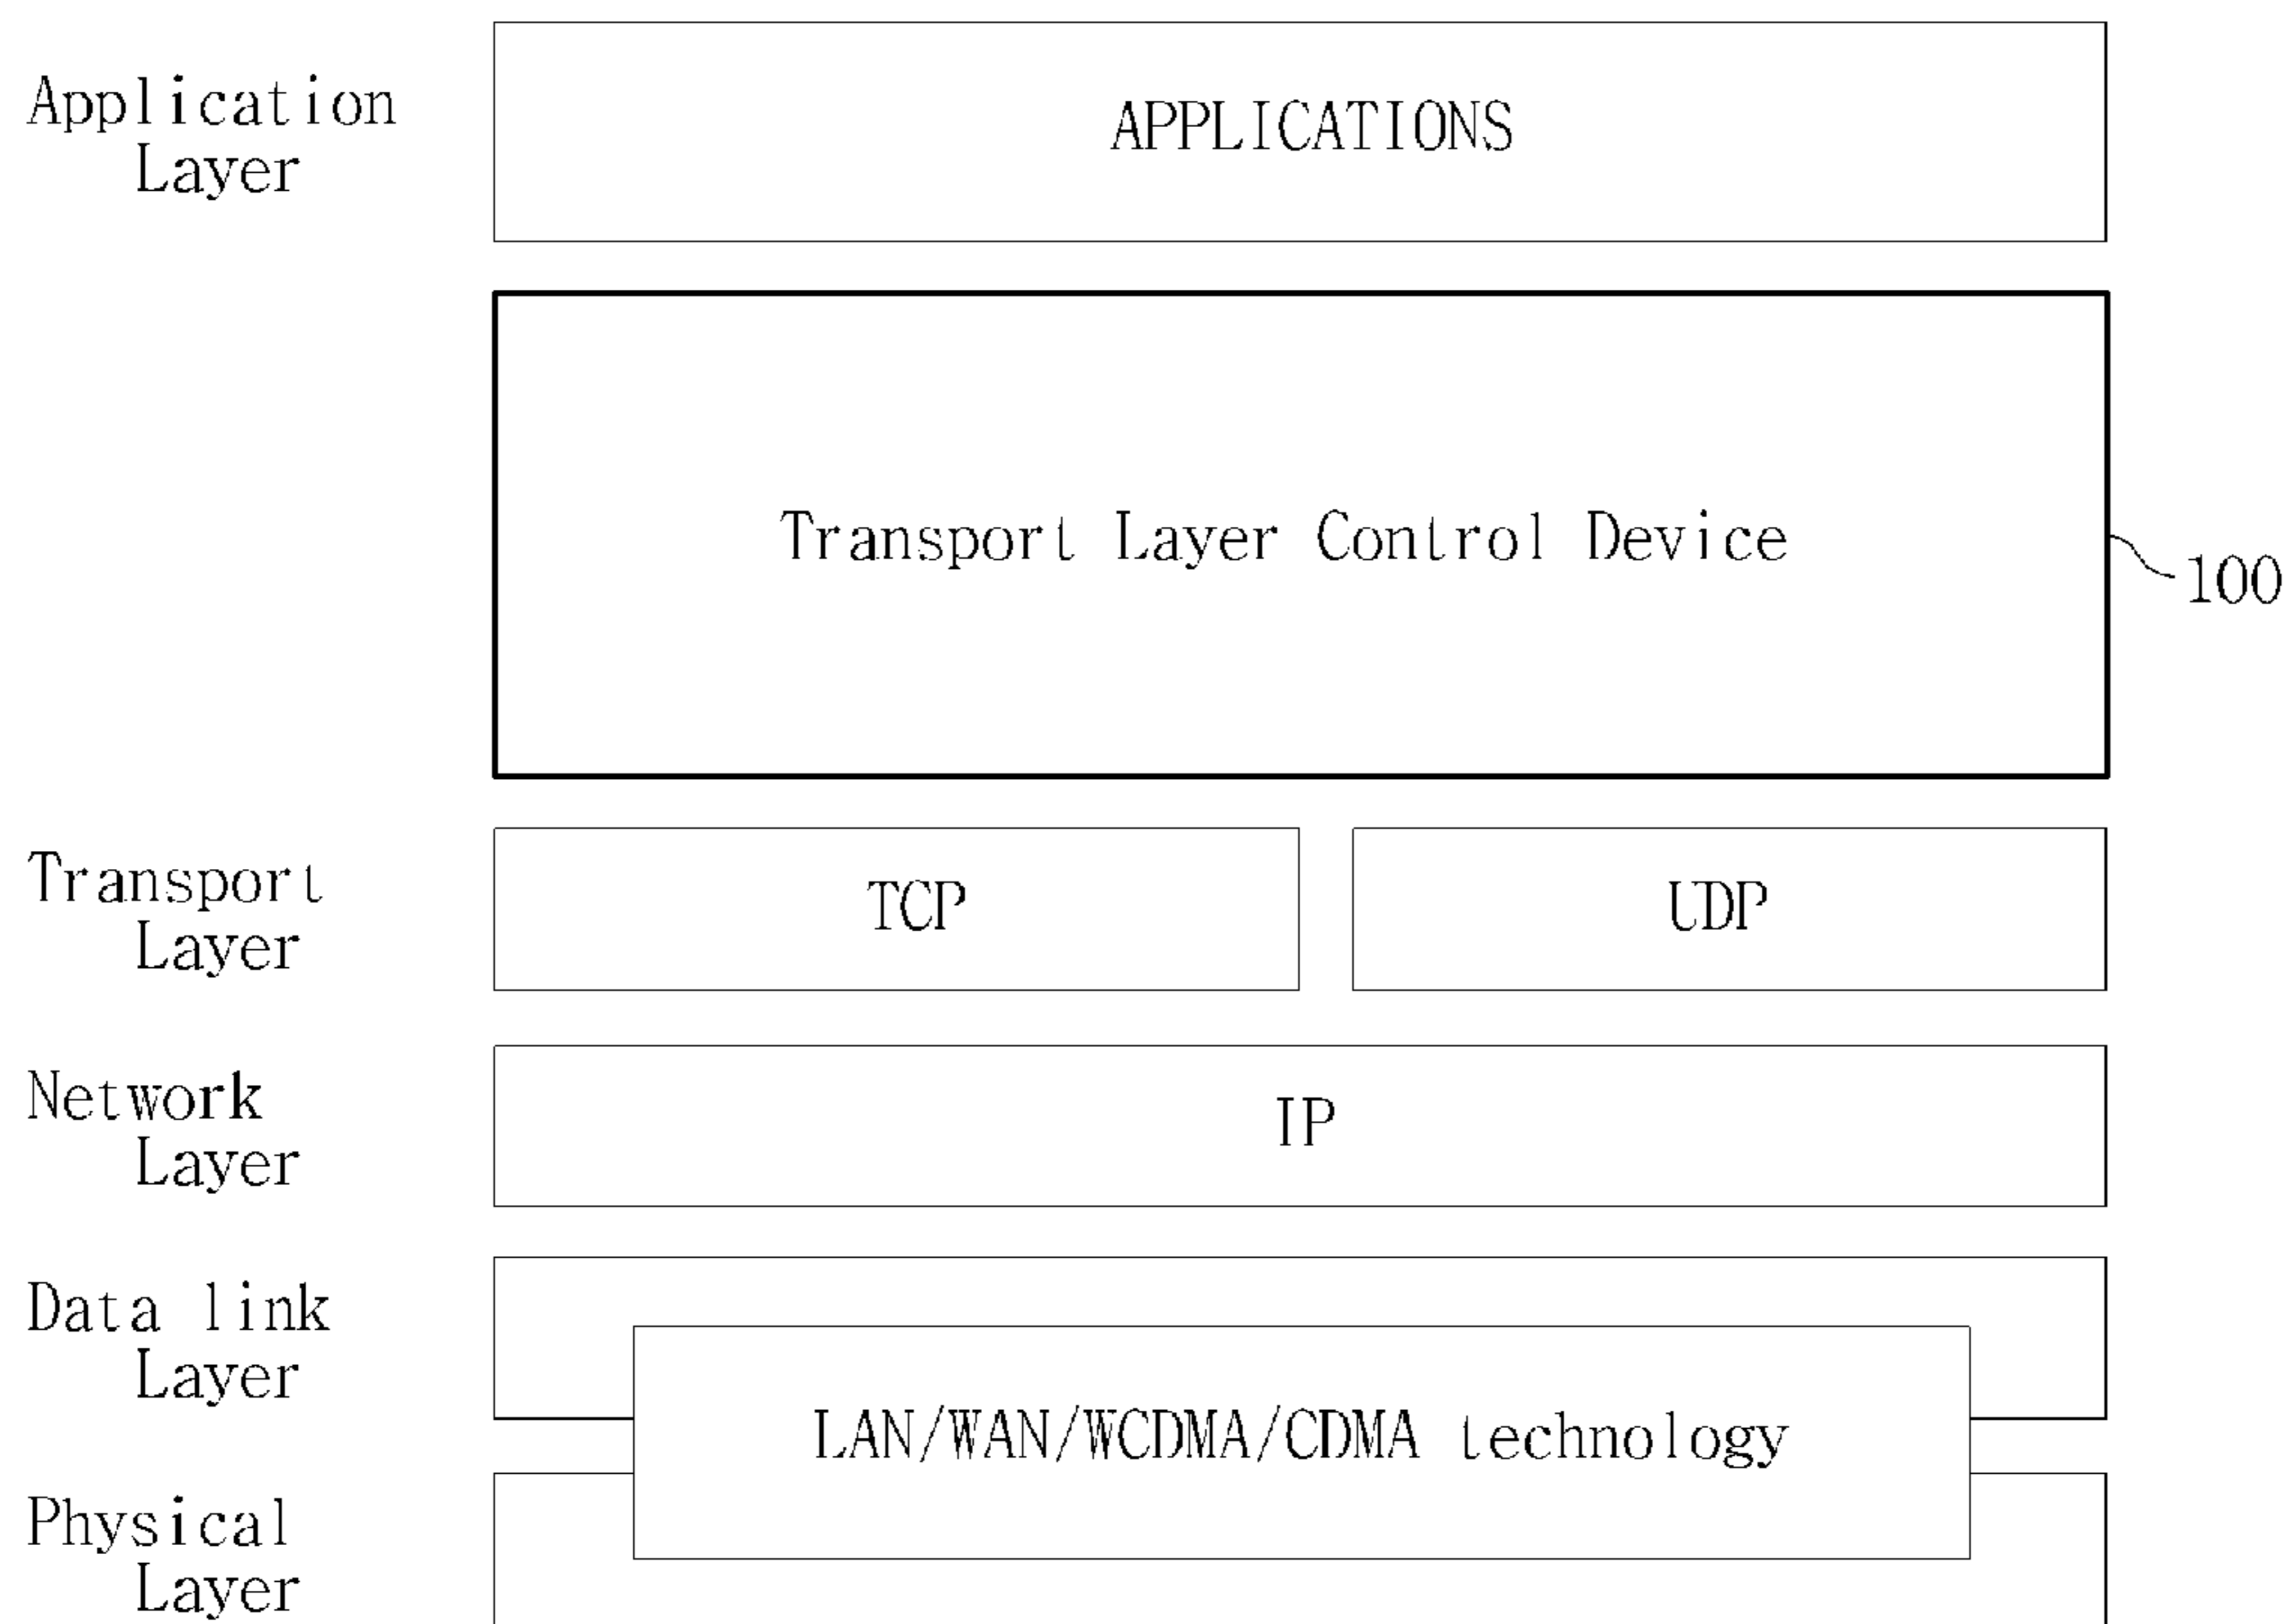 Application
Layer
APPLICATIONS
Transport Layer Control Device
100
Transport
Layer
TCP
UDP
Network
Layer
IP
Data link
Layer
LAN/WAN/WCDMA/CDMA technology
Physical
Layer